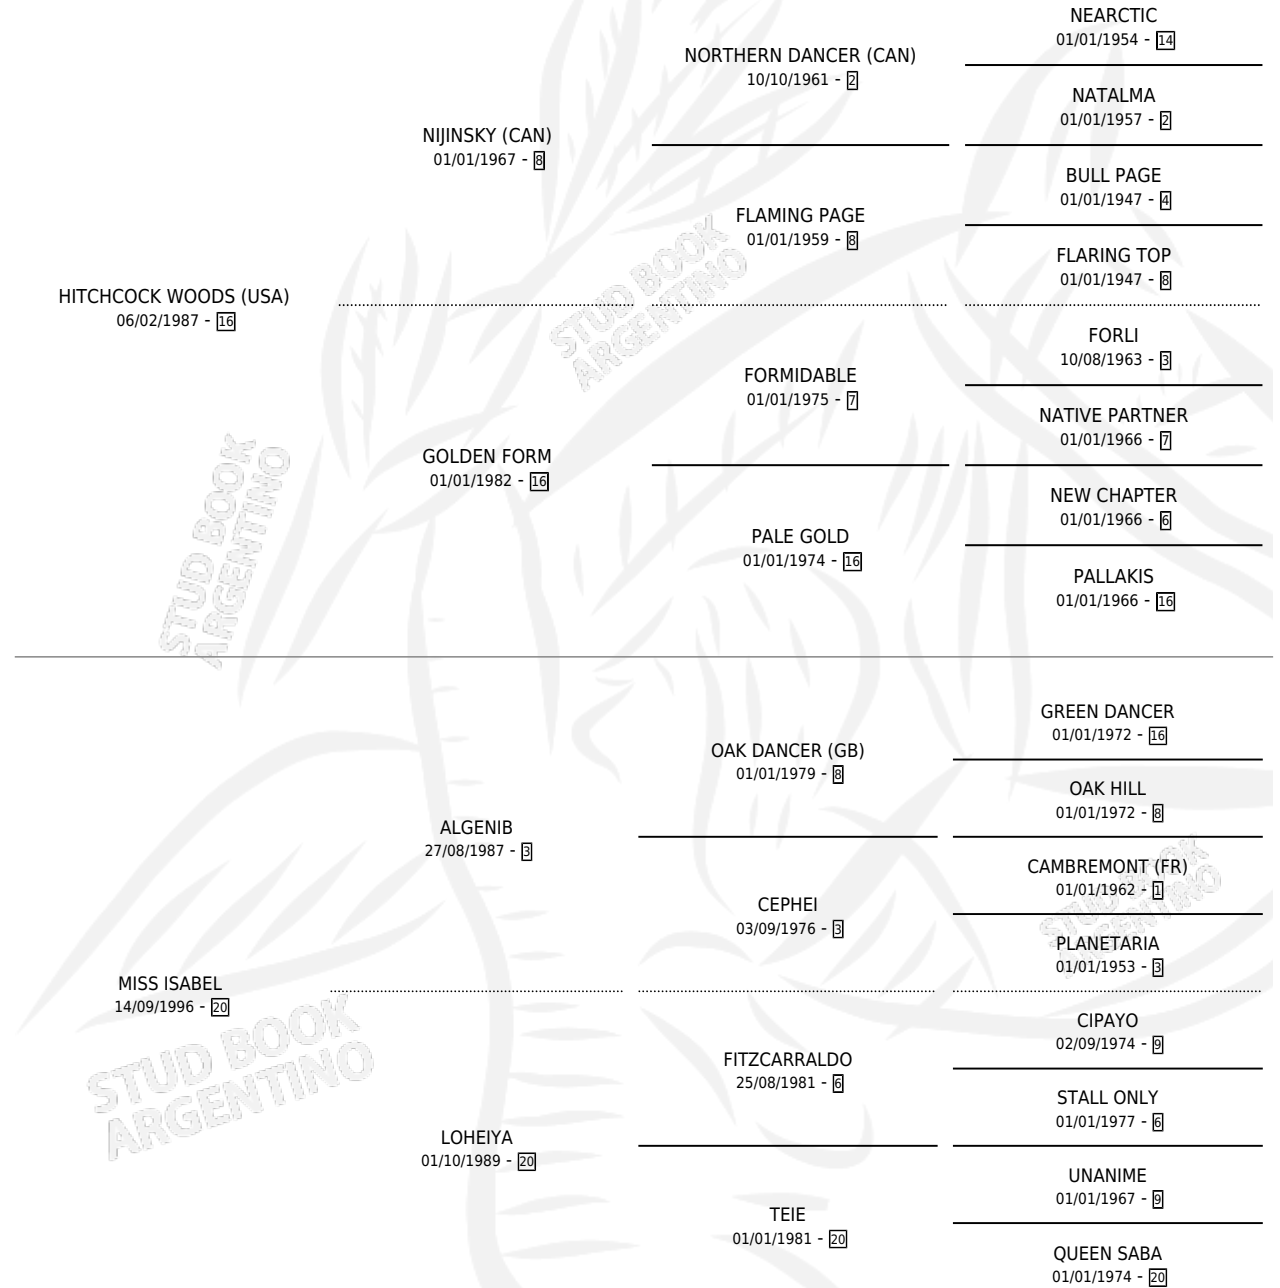 NEARCTIC
01/01/1954 - 14
NORTHERN DANCER (CAN)
10/10/1961 - 2
NATALMA
01/01/1957 - 2
NIJINSKY (CAN)
01/01/1967 - 8
BULL PAGE
01/01/1947 - 4
FLAMING PAGE
01/01/1959 - 8
FLARING TOP
01/01/1947 - 8
HITCHCOCK WOODS (USA)
06/02/1987 - 16
STUD BOOK
ARGENTINO
FORLI
10/08/1963 - 3
FORMIDABLE
01/01/1975 - 7
NATIVE PARTNER
01/01/1966 - 7
GOLDEN FORM
01/01/1982 - 16
NEW CHAPTER
01/01/1966 - 6
PALE GOLD
01/01/1974 - 16
PALLAKIS
01/01/1966 - 16
STUD BOOK
ARGENTINO
GREEN DANCER
01/01/1972 - 16
OAK DANCER (GB)
01/01/1979 - 8
OAK HILL
01/01/1972 - 8
ALGENIB
27/08/1987 - 3
CAMBREMONT (FR)
01/01/1962 - 1
CEPHEI
03/09/1976 - 3
PLANETARIA
01/01/1953 - 3
STUD BOOK
ARGENTINO
MISS ISABEL
14/09/1996 - 20
STUD BOOK
ARGENTINO
CIPAYO
02/09/1974 - 9
FITZCARRALDO
25/08/1981 - 6
STALL ONLY
01/01/1977 - 6
LOHEIYA
01/10/1989 - 20
UNANIME
01/01/1967 - 9
TEIE
01/01/1981 - 20
QUEEN SABA
01/01/1974 - 20